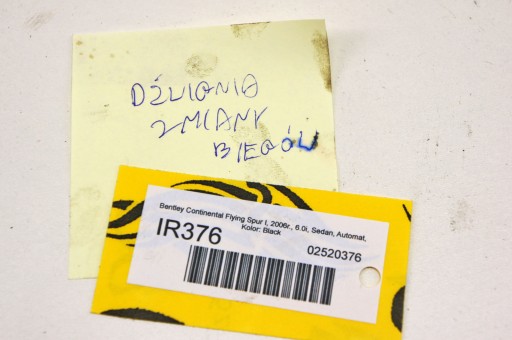 DŹWIGNIA
ZMIANY
BIEGÓW
Bentley Continental Flying Spur I, 2006r., 6.0i, Sedan, Automat,
Kolor: Black
IR376
02520376